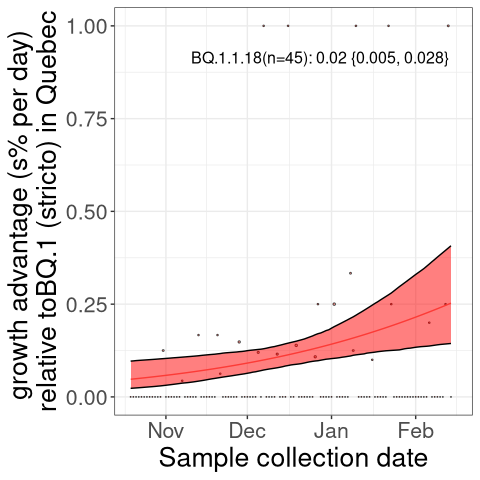 growth advantage (s% per day)
relative toBQ.1 (stricto) in Quebec
1.00
0.75
0.50
0.25
0.00
BQ.1.1.18(n=45): 0.02 {0.005, 0.028}
Nov Dec Jan Feb
Sample collection date